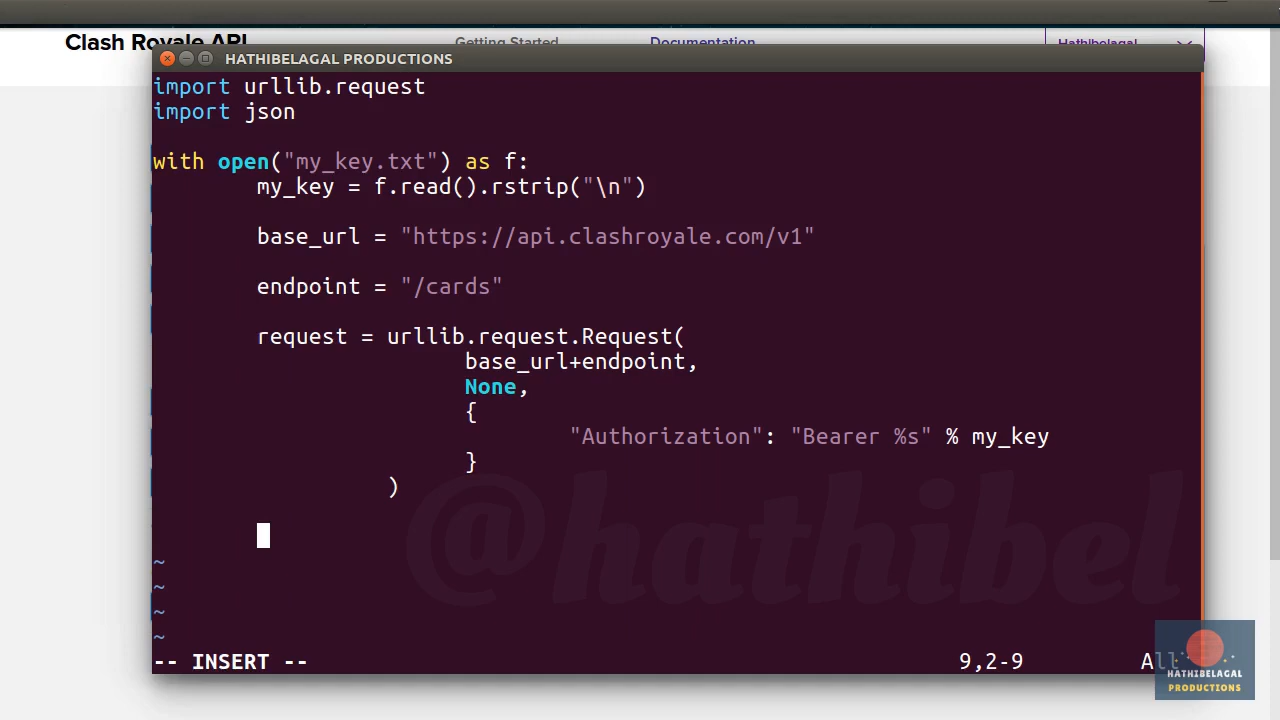 Clash Royale API Getting Started Documentation Hathibelagal
HATHIBELAGAL PRODUCTIONS
import urllib.request
import json
with open("my_key.txt") as f:
my_key = f.read().rstrip("\n")
base_url = "https://api.clashroyale.com/v1"
endpoint = "/cards"
request = urllib.request.Request(
base_url+endpoint,
None,
{
"Authorization": "Bearer %s" % my_key
}
)
@hathibel
~
~
~
~
-- INSERT -- 9,2-9 All
HATHIBELAGAL
PRODUCTIONS